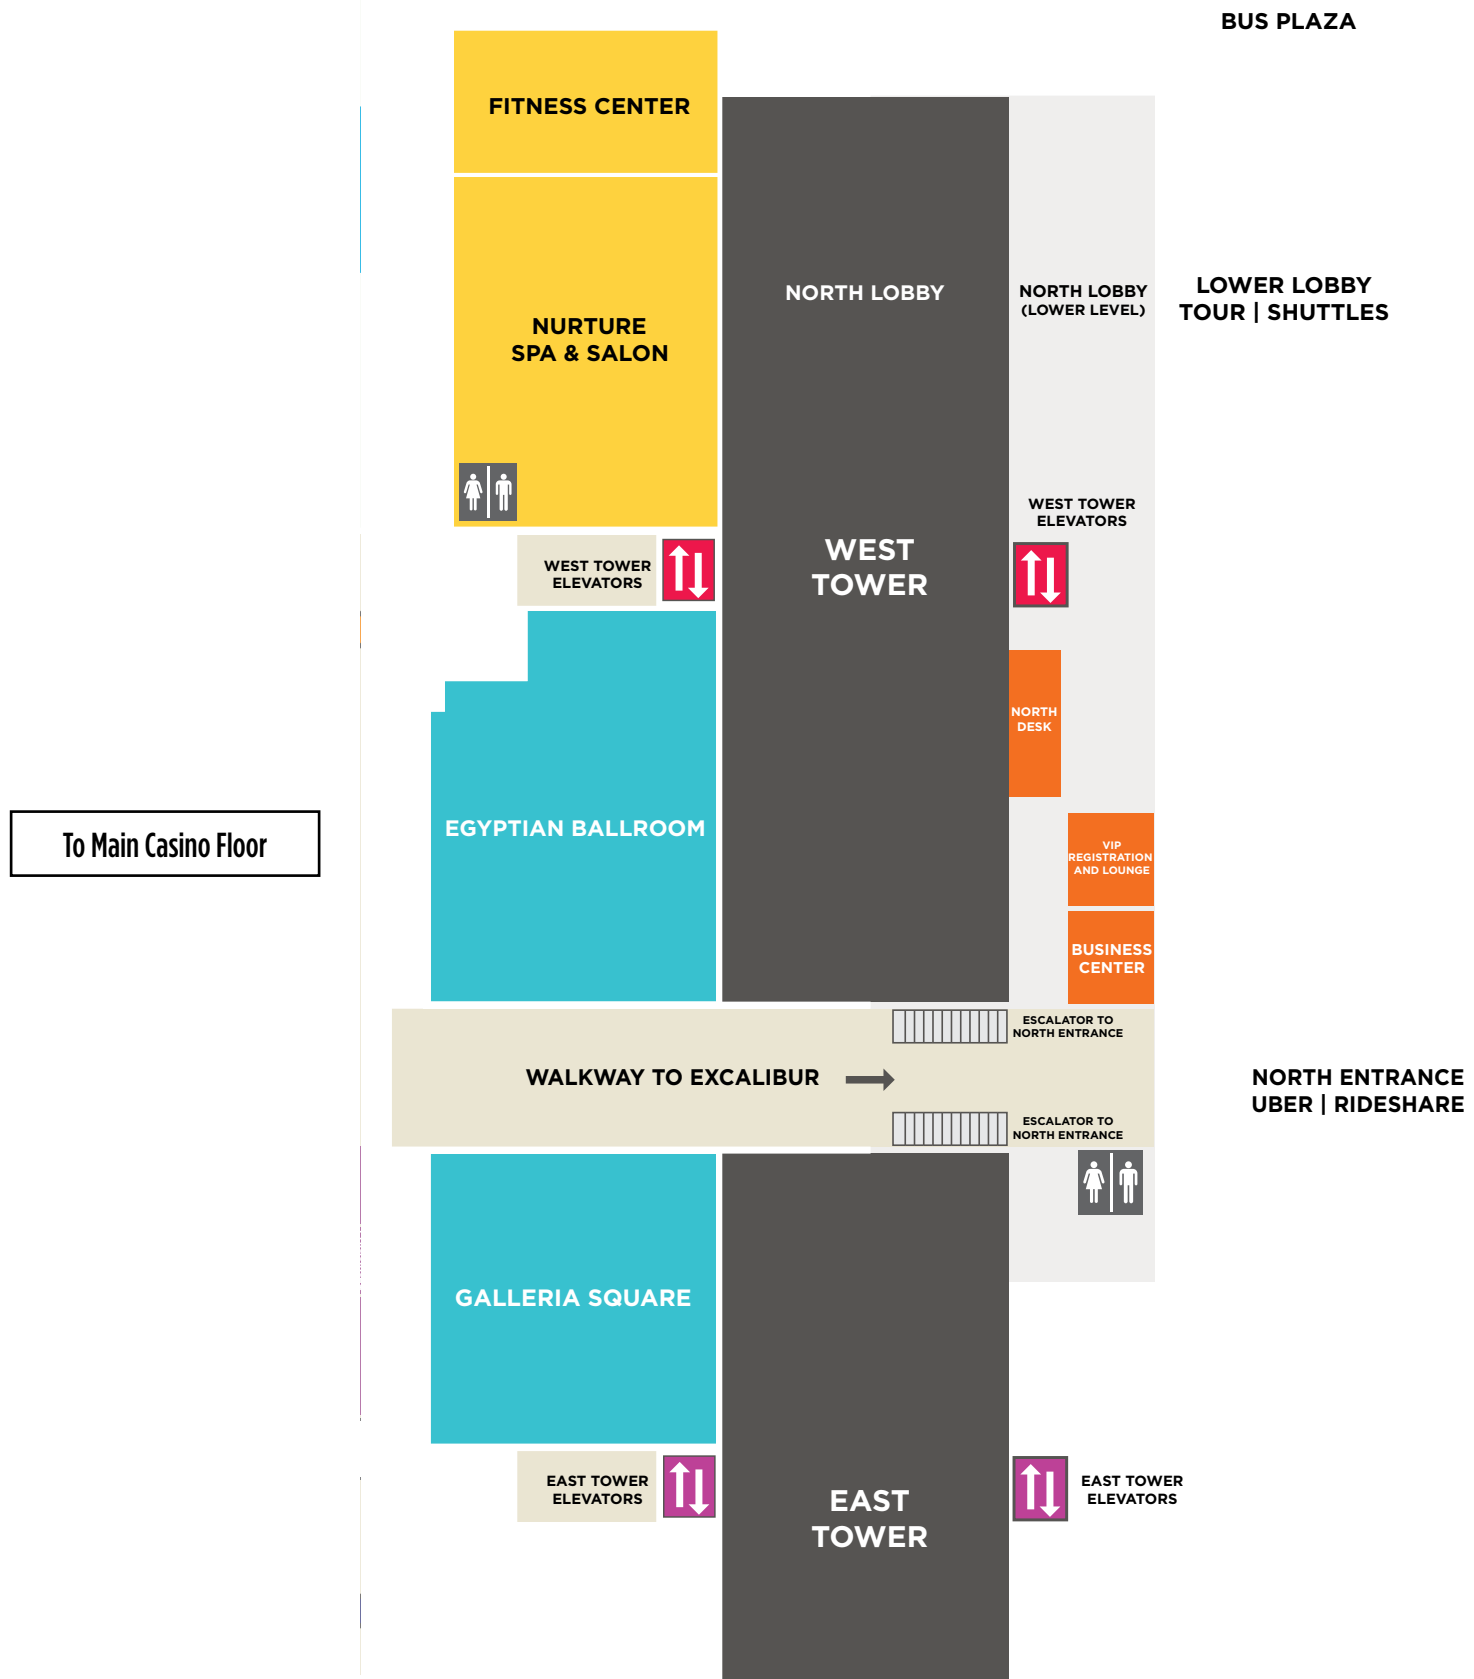 BUS PLAZA
FITNESS CENTER
NORTH LOBBY
NORTH LOBBY
(LOWER LEVEL)
LOWER LOBBY
TOUR | SHUTTLES
NURTURE
SPA & SALON
WEST TOWER
ELEVATORS
WEST TOWER
ELEVATORS
WEST
TOWER
NORTH
DESK
EGYPTIAN BALLROOM
To Main Casino Floor
VIP
REGISTRATION
AND LOUNGE
BUSINESS
CENTER
ESCALATOR TO
NORTH ENTRANCE
WALKWAY TO EXCALIBUR
NORTH ENTRANCE
UBER | RIDESHARE
ESCALATOR TO
NORTH ENTRANCE
GALLERIA SQUARE
EAST TOWER
ELEVATORS
EAST
TOWER
EAST TOWER
ELEVATORS